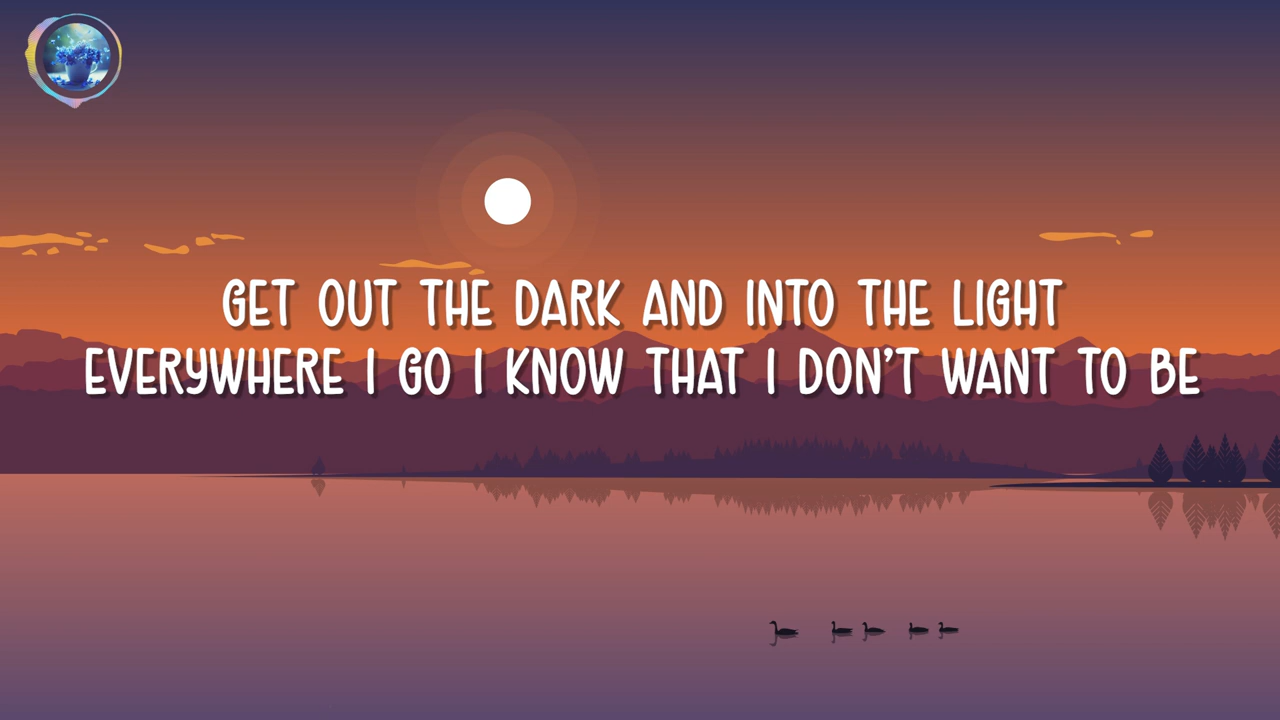 GET OUT THE DARK AND INTO THE LIGHT
EVERYWHERE I GO I KNOW THAT I DON'T WANT TO BE